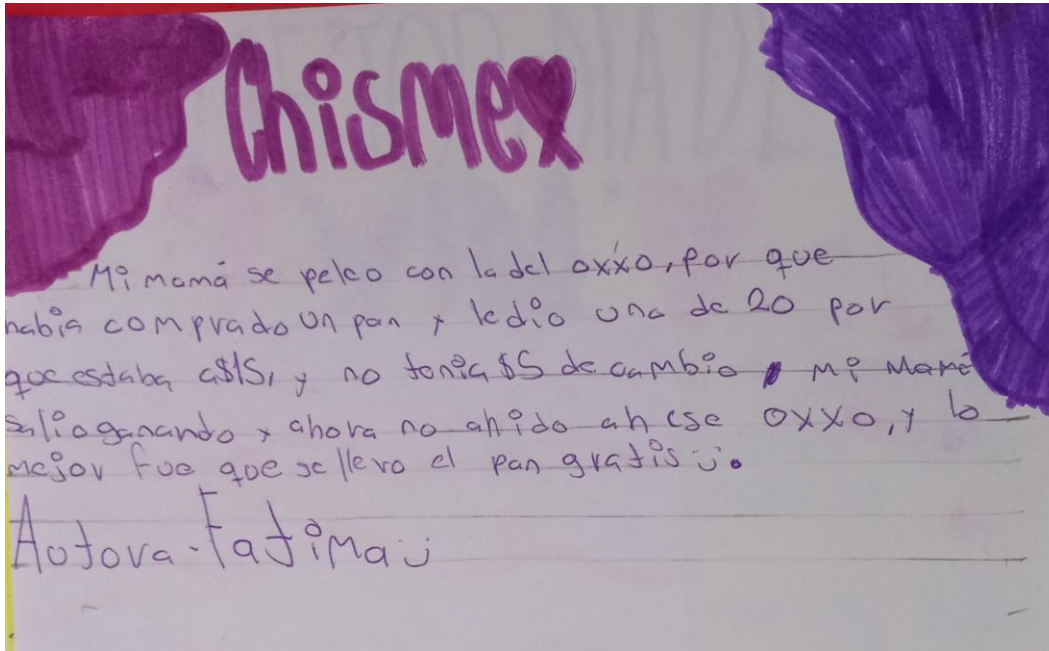 Chismex
Mi mamá se peleo con la del oxxo, por que
habia comprado un pan y le dio una de 20 por
que estaba a $15, y no tenia $5 de cambio, Mi Mamá
salio ganando y ahora no ah ido ah ese OXXO, y lo
mejor fue que se llevo el pan gratis :).
Autora-Fatima :)